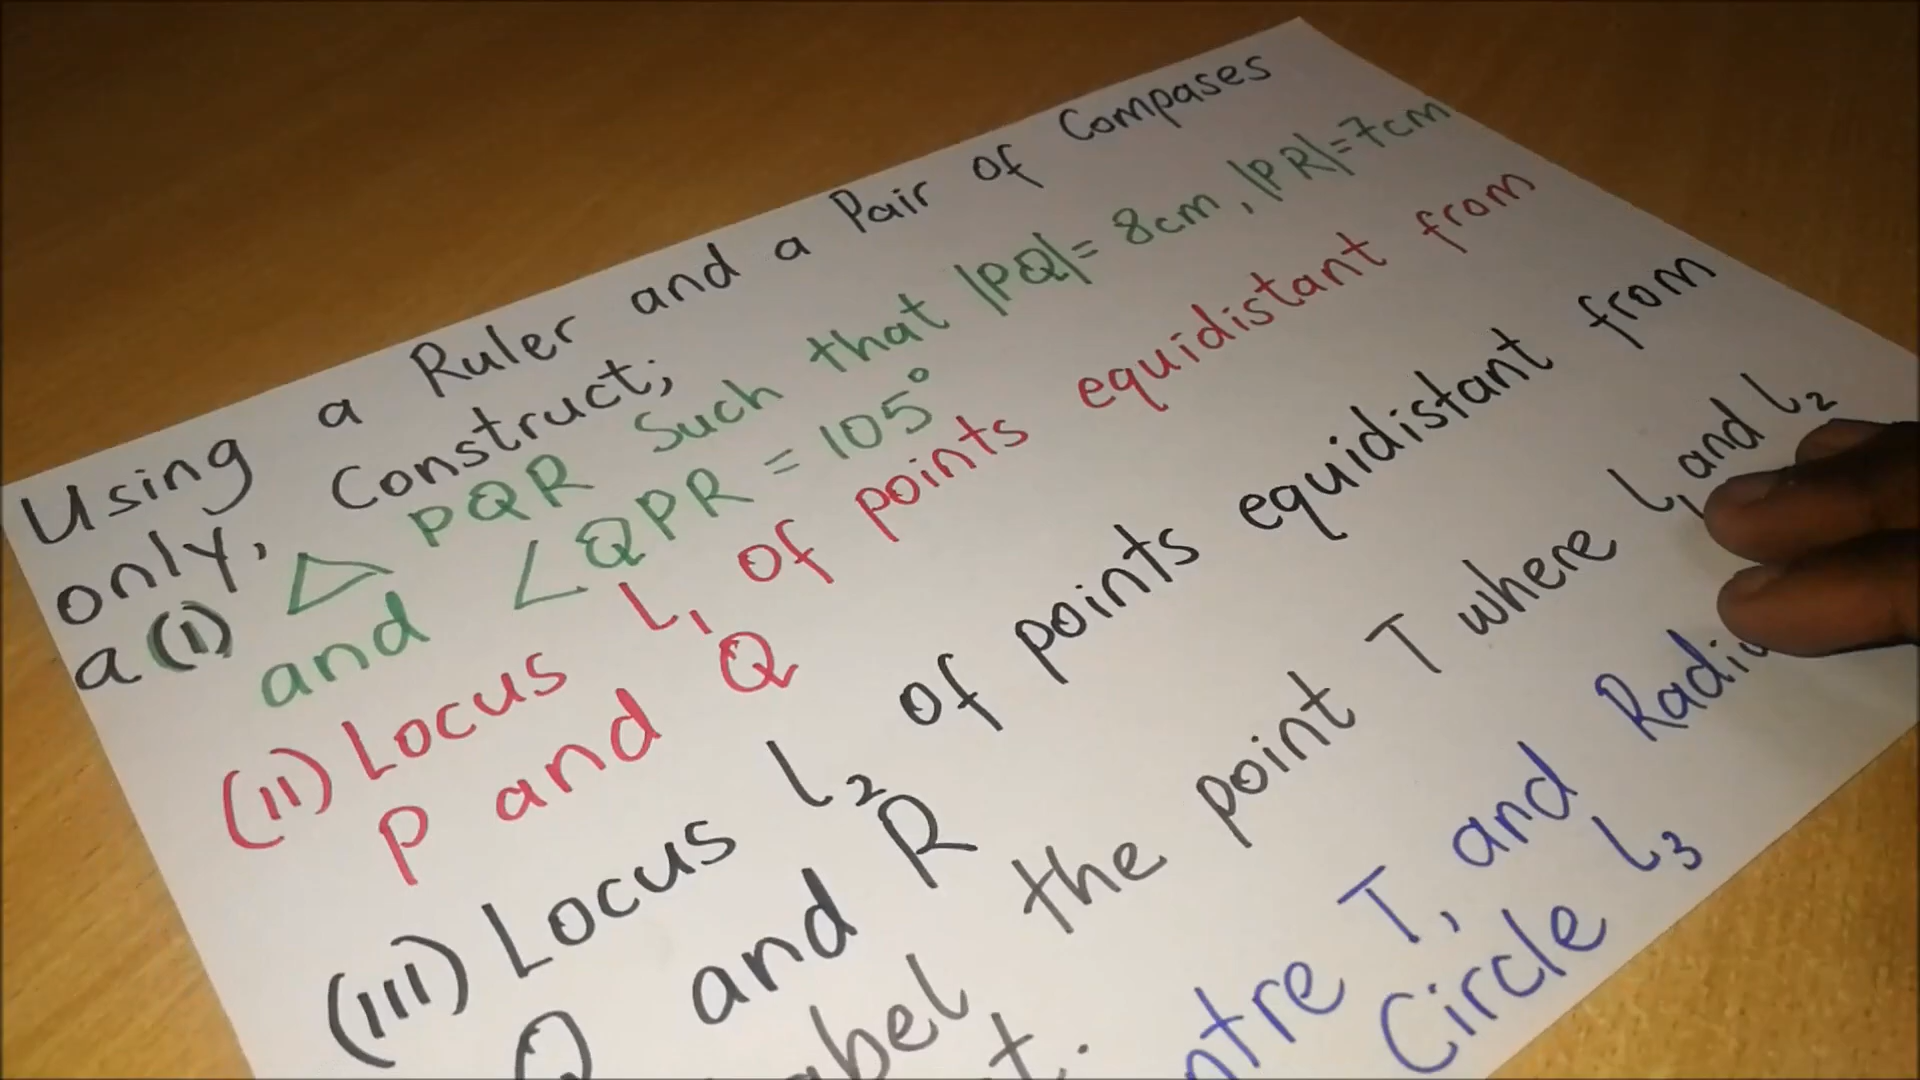 Using a Ruler and a Pair of Compases
only, Construct;
a(i) △ PQR Such that |PQ|= 8cm, |PR|=7cm
and ∠QPR = 105°
(ii) Locus l₁ of points equidistant from
P and Q
(iii) Locus l₂ of points equidistant from
Q and R
the point T where l₁ and l₂
T, and
Circle l₃